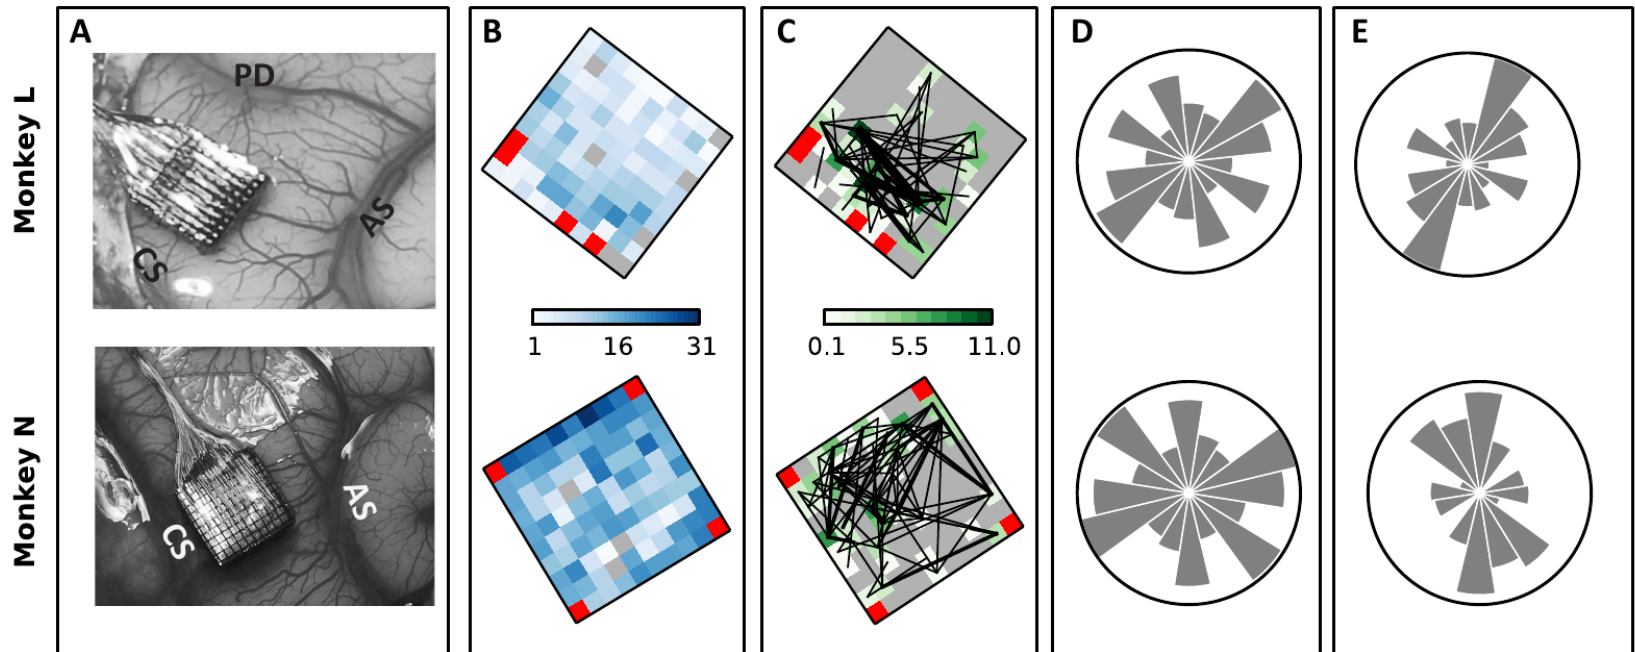 A
B
C
D
E
Monkey L
PD
AS
CS
1 16 31
0.1 5.5 11.0
Monkey N
CS
AS